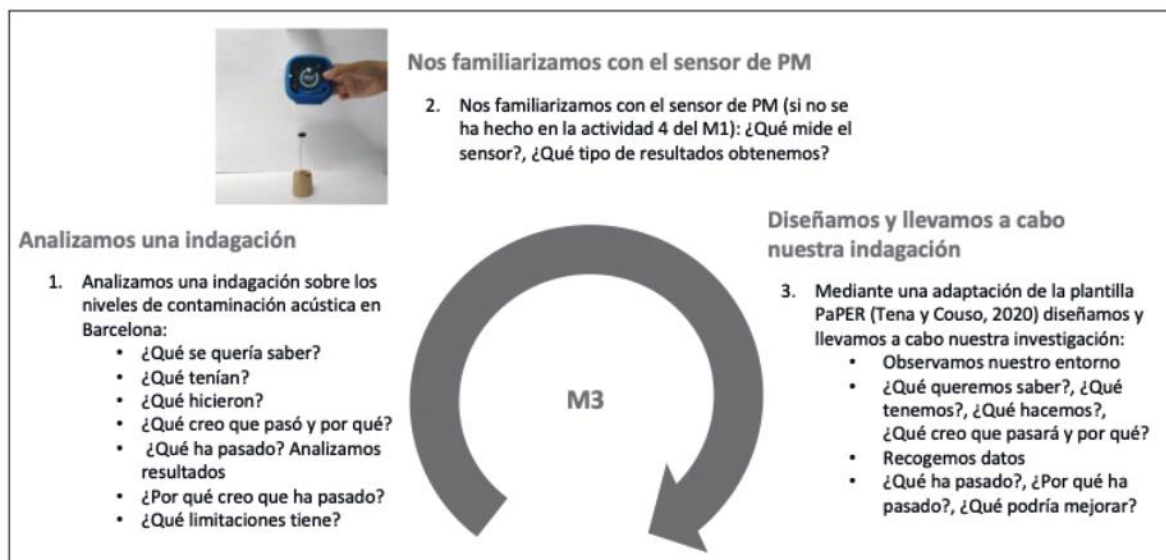 Nos familiarizamos con el sensor de PM
2. Nos familiarizamos con el sensor de PM (si no se
ha hecho en la actividad 4 del M1): ¿Qué mide el
sensor?, ¿Qué tipo de resultados obtenemos?
Analizamos una indagación
1. Analizamos una indagación sobre los
niveles de contaminación acústica en
Barcelona:
• ¿Qué se quería saber?
• ¿Qué tenían?
• ¿Qué hicieron?
• ¿Qué creo que pasó y por qué?
• ¿Qué ha pasado? Analizamos
resultados
• ¿Por qué creo que ha pasado?
• ¿Qué limitaciones tiene?
M3
Diseñamos y llevamos a cabo
nuestra indagación
3. Mediante una adaptación de la plantilla
PaPER (Tena y Couso, 2020) diseñamos y
llevamos a cabo nuestra investigación:
• Observamos nuestro entorno
• ¿Qué queremos saber?, ¿Qué
tenemos?, ¿Qué hacemos?,
¿Qué creo que pasará y por qué?
• Recogemos datos
• ¿Qué ha pasado?, ¿Por qué ha
pasado?, ¿Qué podría mejorar?